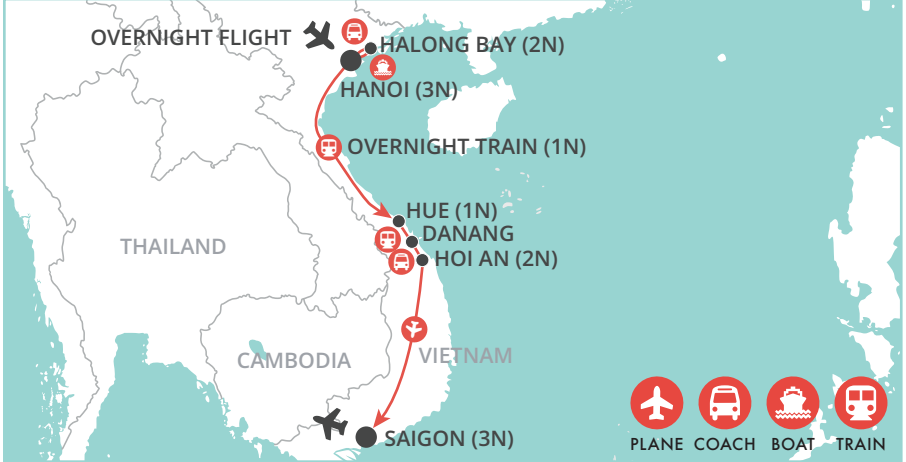 OVERNIGHT FLIGHT
HALONG BAY (2N)
HANOI (3N)
OVERNIGHT TRAIN (1N)
HUE (1N)
DANANG
THAILAND
HOI AN (2N)
CAMBODIA
VIETNAM
SAIGON (3N)
PLANE COACH BOAT TRAIN